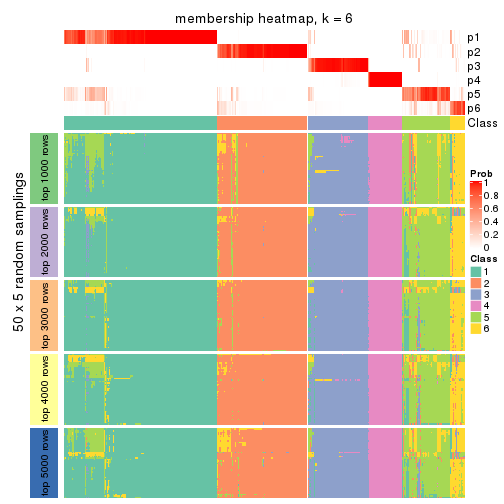 membership heatmap, k = 6
p1
p2
p3
p4
p5
p6
Class
50 x 5 random samplings
top 1000 rows
top 2000 rows
top 3000 rows
top 4000 rows
top 5000 rows
Prob
1
0.8
0.6
0.4
0.2
0
Class
1
2
3
4
5
6